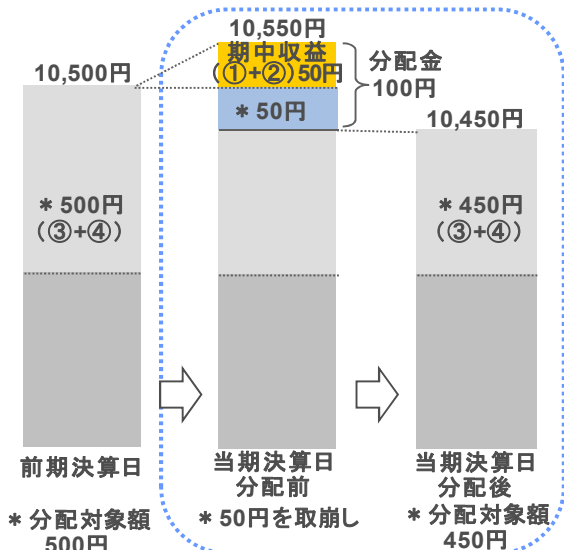 10,550円
期中収益
（①+②）50円
分配金
100円
10,500円
＊50円
10,450円
＊500円
（③+④）
＊450円
（③+④）
前期決算日
当期決算日
分配前
当期決算日
分配後
＊分配対象額
500円
＊50円を取崩し
＊分配対象額
450円